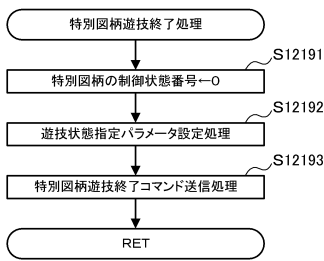 特別図柄遊技終了処理
S12191
特別図柄の制御状態番号←0
S12192
遊技状態指定パラメータ設定処理
S12193
特別図柄遊技終了コマンド送信処理
RET